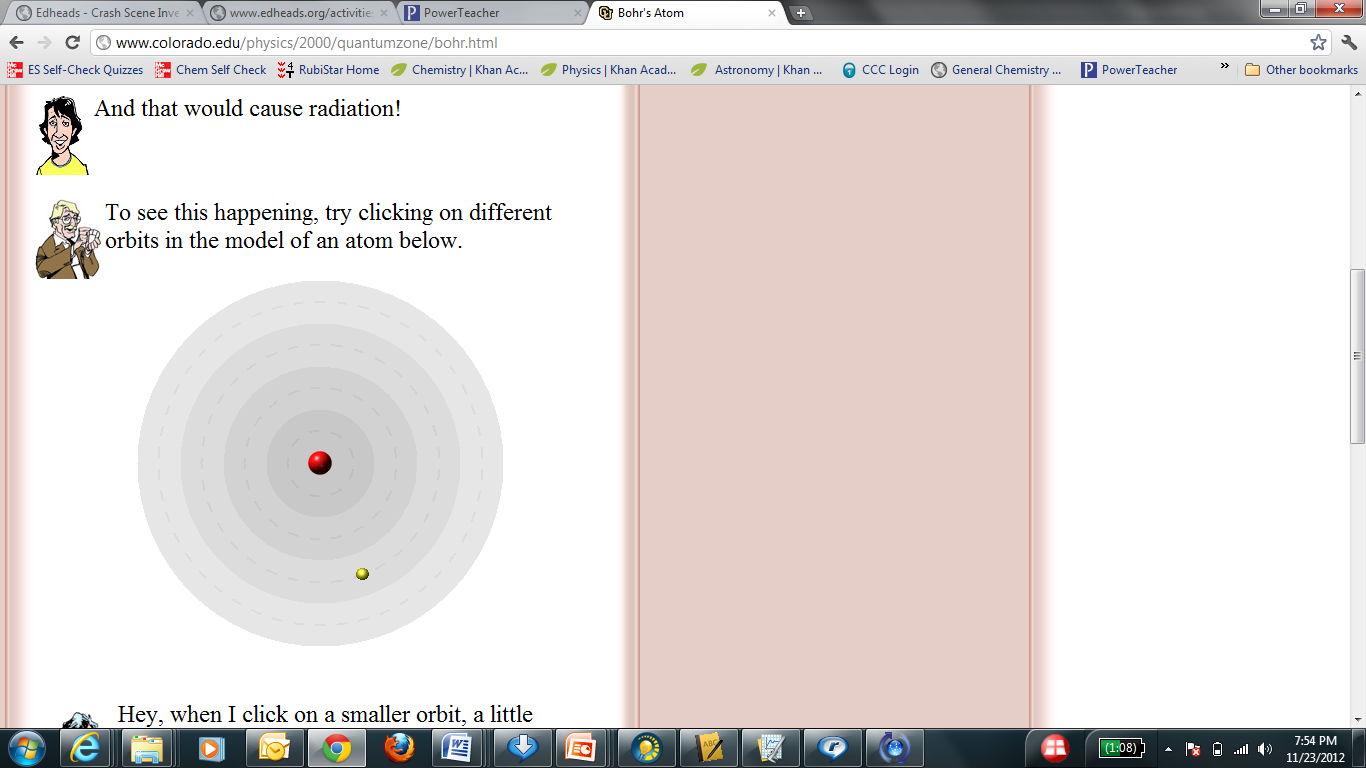 Edheads - Crash Scene Inve
www.edheads.org/activities
PowerTeacher
Bohr's Atom
www.colorado.edu/physics/2000/quantumzone/bohr.html
ES Self-Check Quizzes
Chem Self Check
RubiStar Home
Chemistry | Khan Ac...
Physics | Khan Acad...
Astronomy | Khan ...
CCC Login
General Chemistry ...
PowerTeacher
Other bookmarks
And that would cause radiation!
To see this happening, try clicking on different
orbits in the model of an atom below.
Hey, when I click on a smaller orbit, a little
(1:08)
7:54 PM
11/23/2012